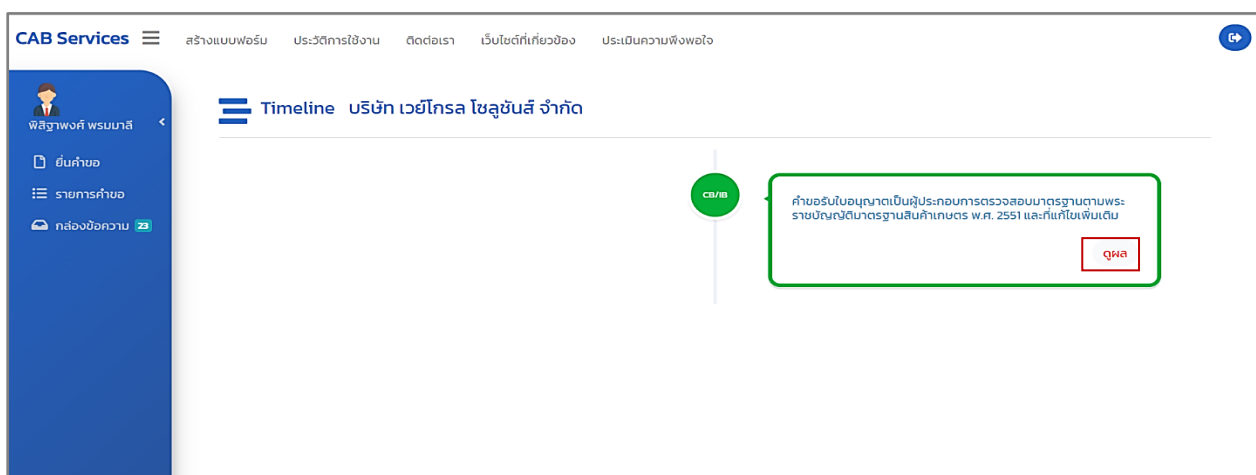 CAB Services
สร้างแบบฟอร์ม ประวัติการใช้งาน ติดต่อเรา เว็บไซต์ที่เกี่ยวข้อง ประเมินความพึงพอใจ
พิสิฐาพงศ์ พรมมาลี
ยื่นคำขอ
รายการคำขอ
กล่องข้อความ 23
Timeline บริษัท เวย์โกรล โซลูชันส์ จำกัด
CB/IB
คำขอรับใบอนุญาตเป็นผู้ประกอบการตรวจสอบมาตรฐานตามพระ
ราชบัญญัติมาตรฐานสินค้าเกษตร พ.ศ. 2551 และที่แก้ไขเพิ่มเติม
ดูผล